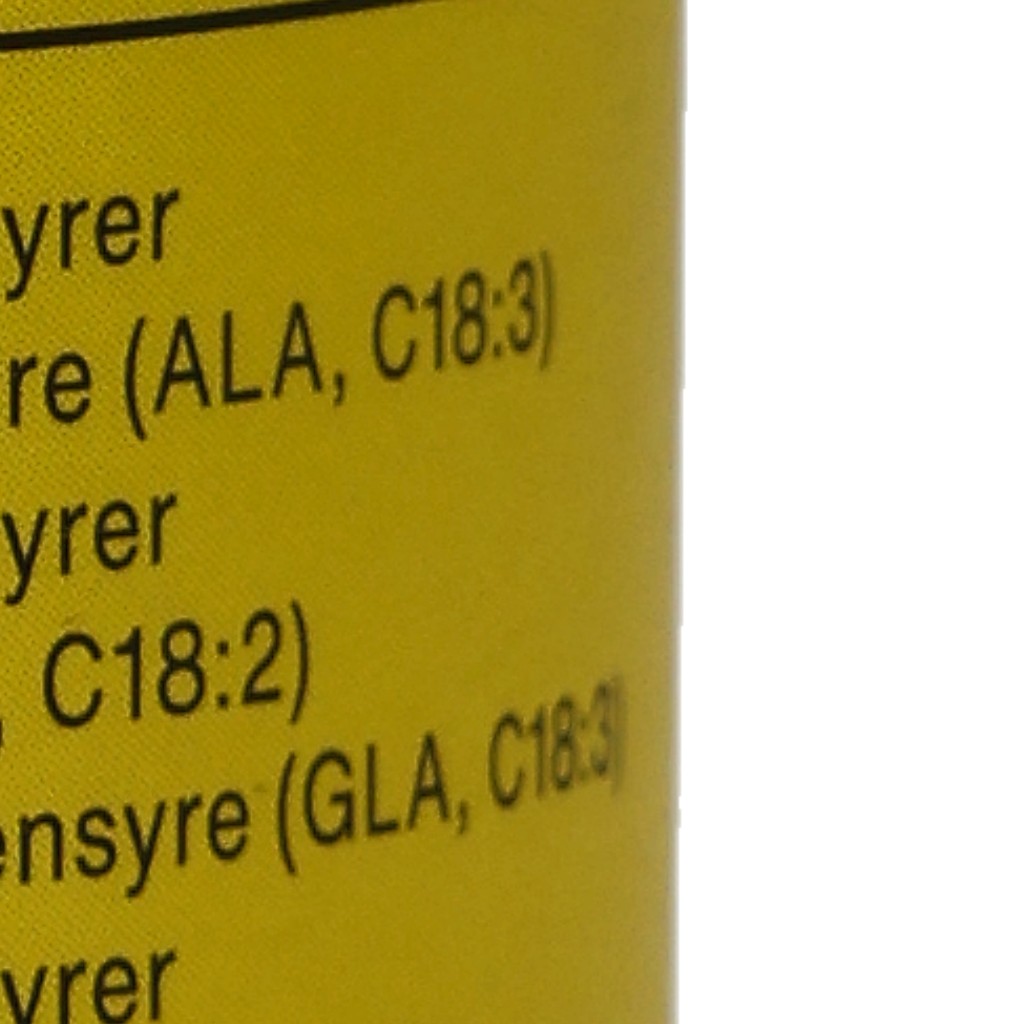 yrer
re (ALA, C18:3)
yrer
, C18:2)
ensyre (GLA, C18:3)
yrer